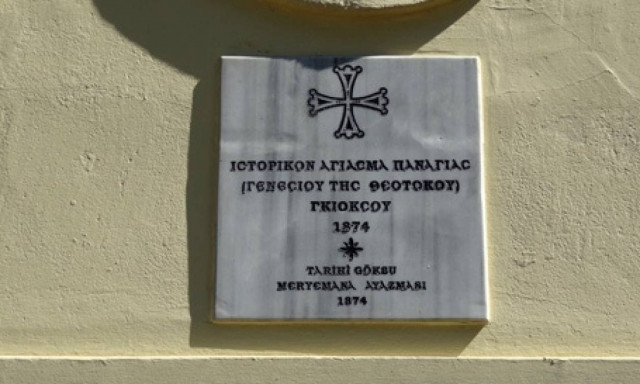 ΙϹΤΟΡΙΚΟΝ ΑΓΙΑϹΜΑ ΠΑΝΑΓΙΑϹ
(ΓΕΝΕϹΙΟΥ ΤΗϹ ΘΕΟΤΟΚΟΥ)
ΓΚΙΟΚϹΟΥ
1874
TARİHİ GÖKSU
MERYEMANA AYAZMASI
1874